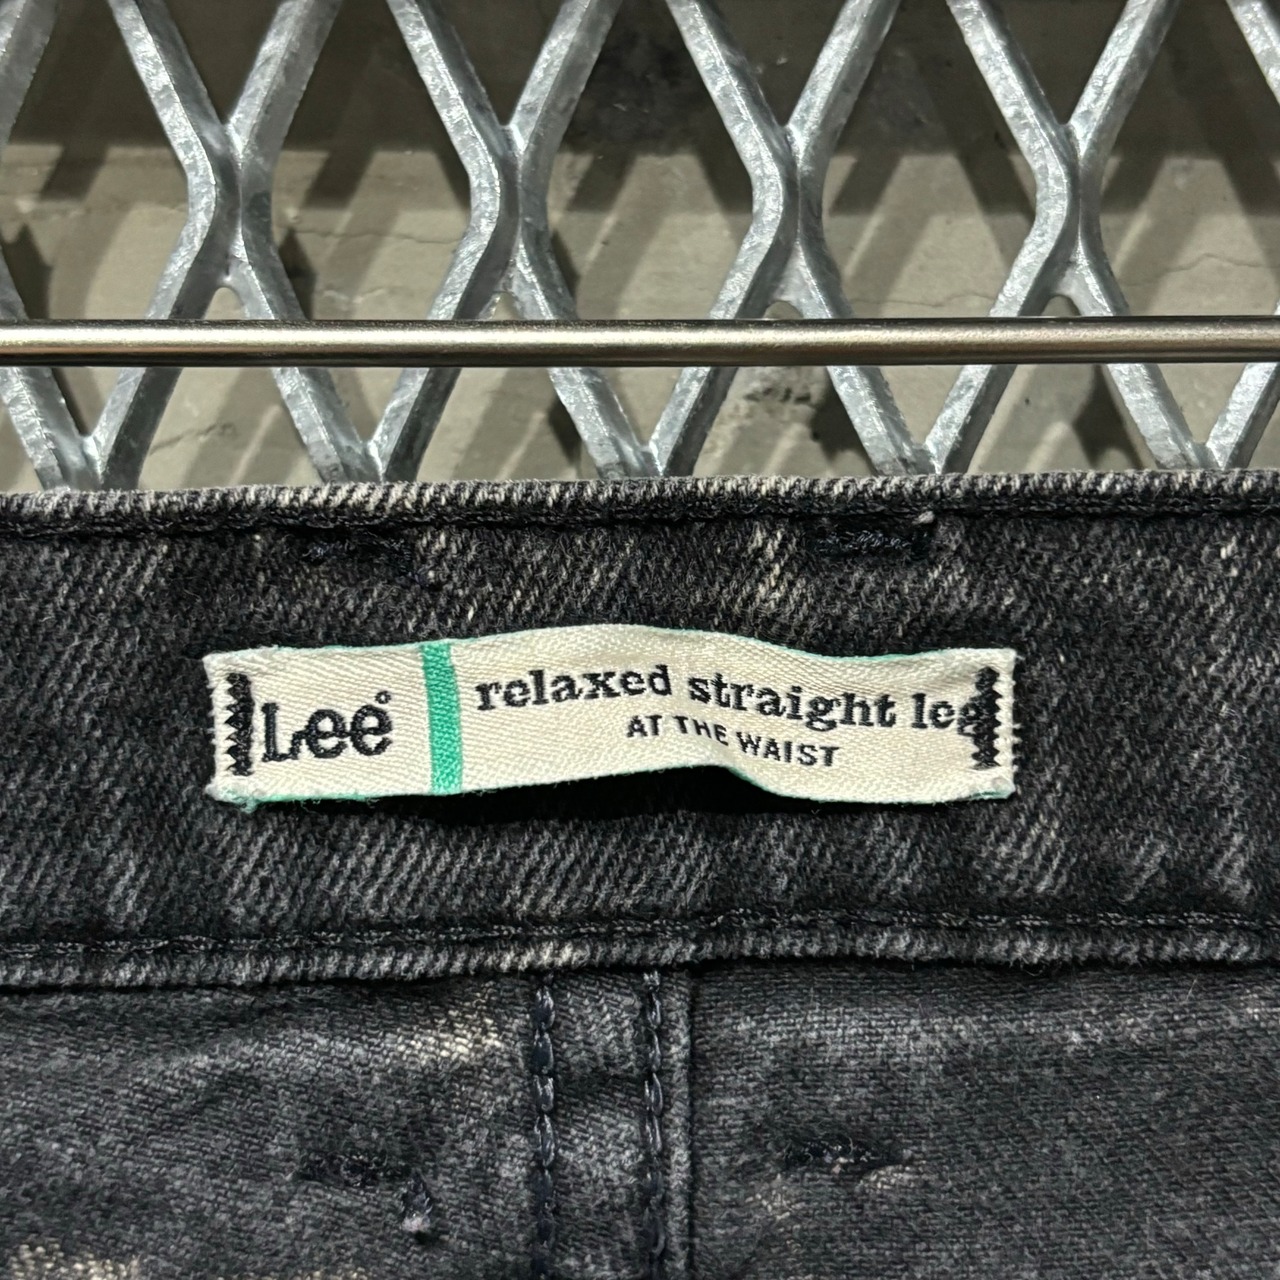 Lee®
relaxed straight leg
AT THE WAIST